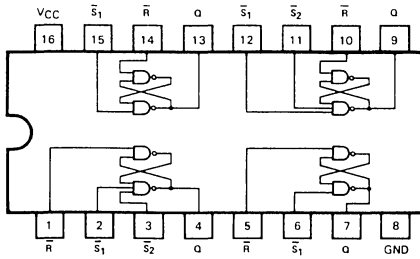 VCC S̅1 R̅ Q S̅1 S̅2 R̅ Q
16 15 14 13 12 11 10 9
1 2 3 4 5 6 7 8
R̅ S̅1 S̅2 Q R̅ S̅1 Q GND